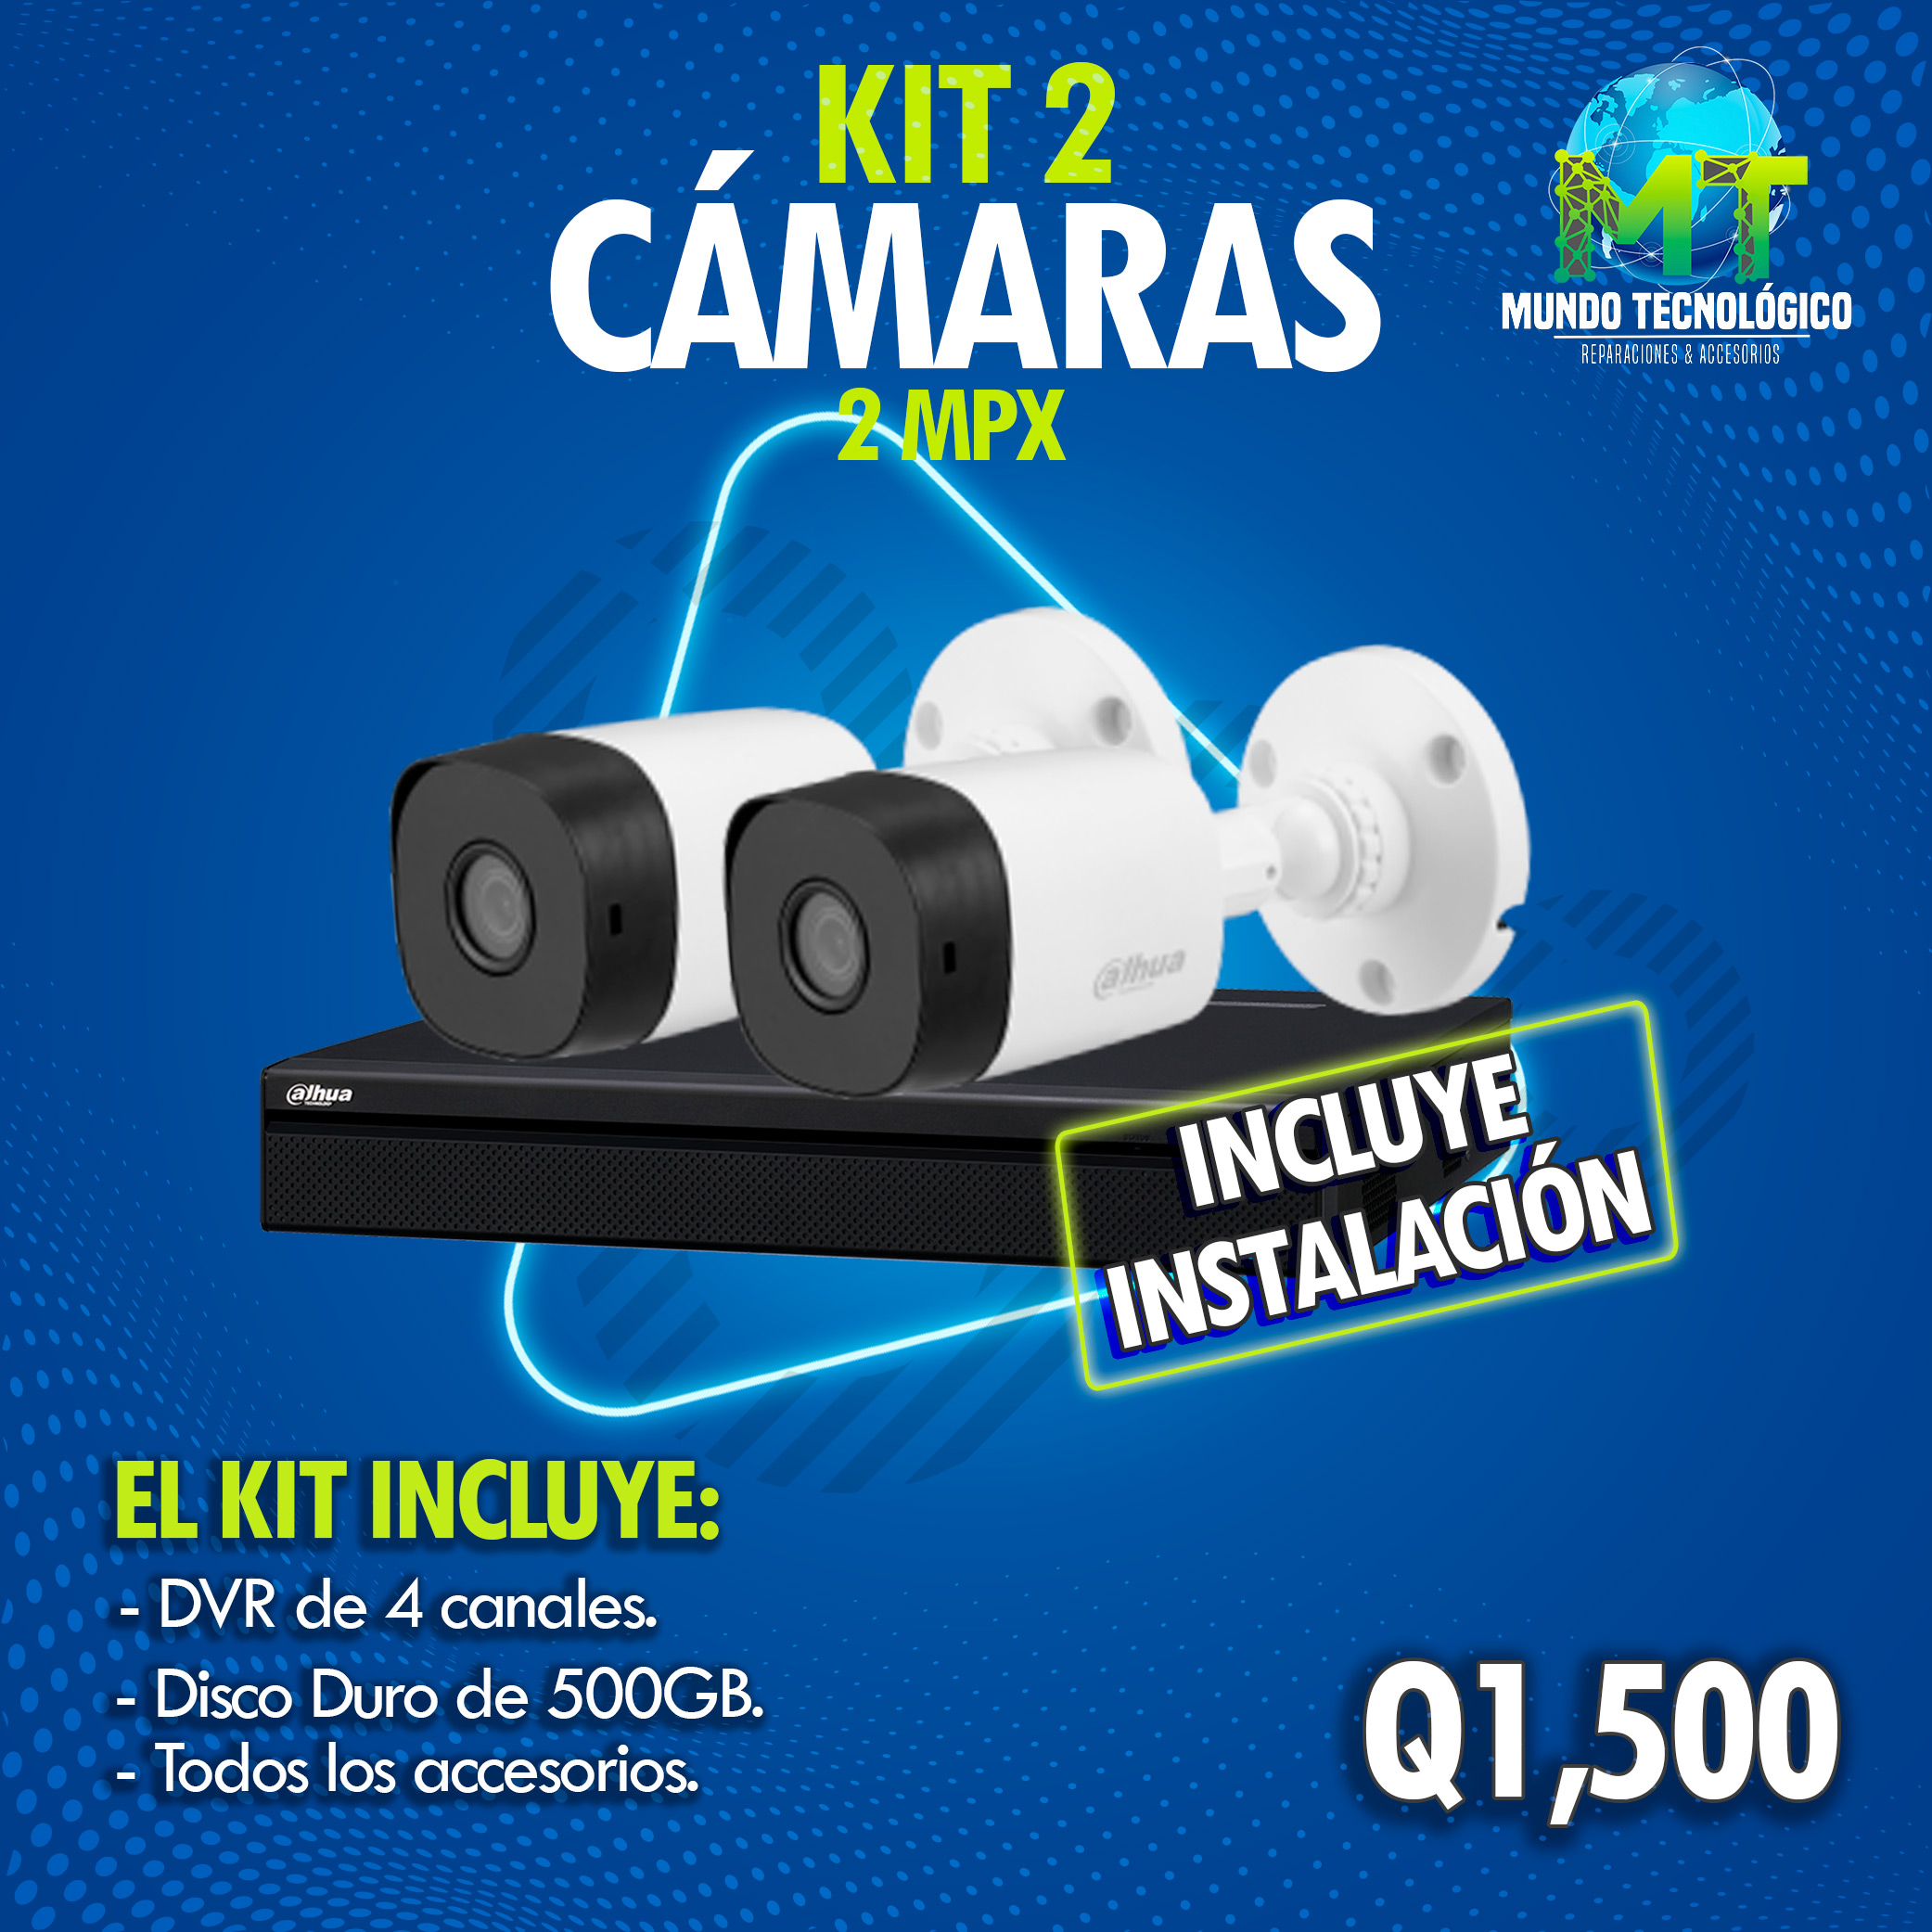 KIT 2
CÁMARAS
2 MPX
MT
MUNDO TECNOLÓGICO
REPARACIONES & ACCESORIOS
alhua
alhua
TECHNOLOGY
INCLUYE
INSTALACIÓN
EL KIT INCLUYE:
- DVR de 4 canales.
- Disco Duro de 500GB.
- Todos los accesorios.
Q1,500